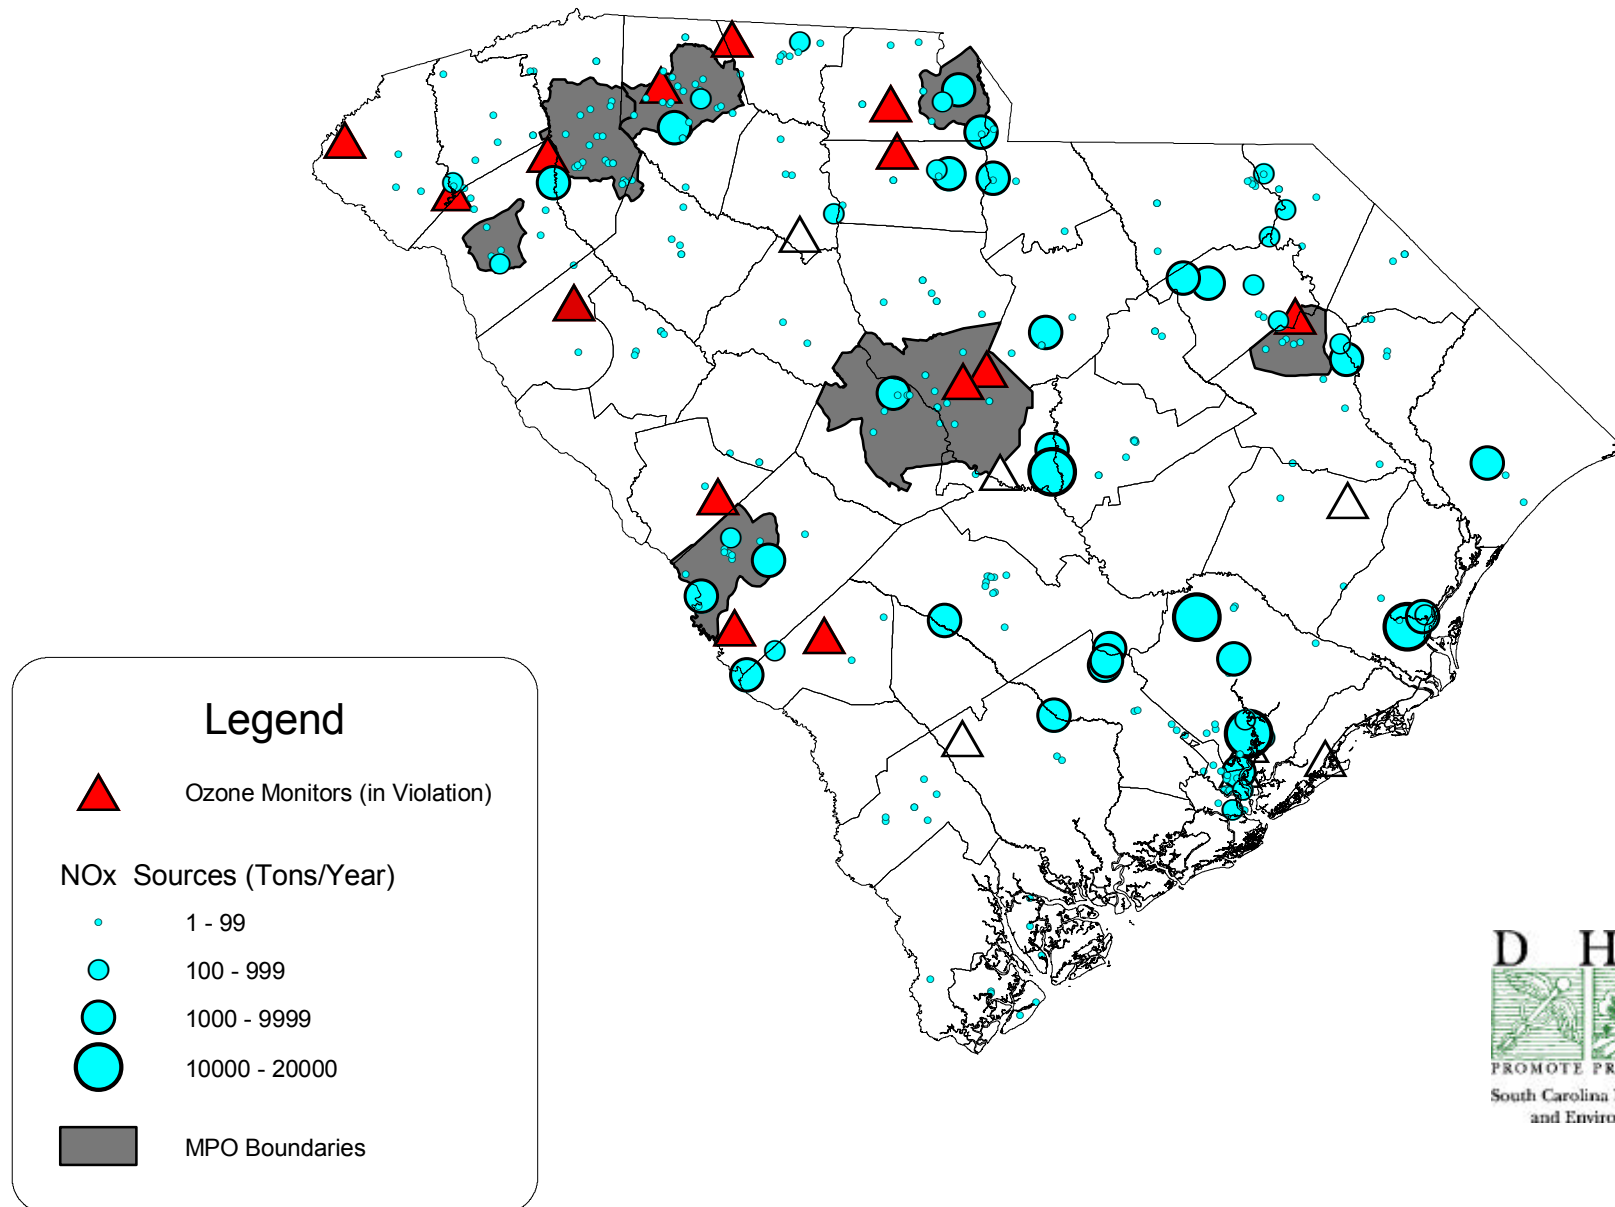 Legend
Ozone Monitors (in Violation)
NOx Sources (Tons/Year)
1 - 99
100 - 999
1000 - 9999
10000 - 20000
MPO Boundaries
D H
PROMOTE PR
South Carolina
and Enviro